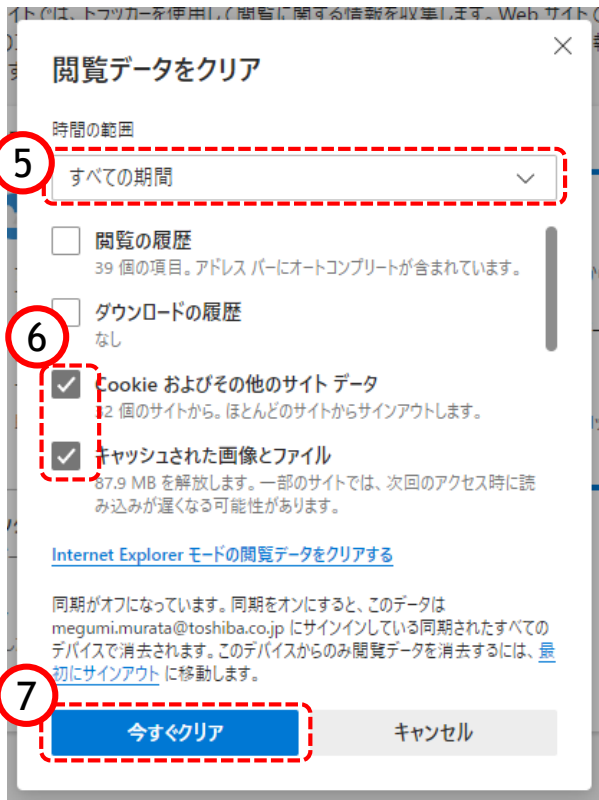 イトでは、トラッカーを使用して閲覧に関する情報を収集します。Web サイト
閲覧データをクリア
時間の範囲
5
すべての期間
閲覧の履歴
39 個の項目。アドレス バーにオートコンプリートが含まれています。
ダウンロードの履歴
なし
6
Cookie およびその他のサイト データ
2 個のサイトから。ほとんどのサイトからサインアウトします。
キャッシュされた画像とファイル
87.9 MB を解放します。一部のサイトでは、次回のアクセス時に読
み込みが遅くなる可能性があります。
Internet Explorer モードの閲覧データをクリアする
同期がオフになっています。同期をオンにすると、このデータは
megumi.murata@toshiba.co.jp にサインインしている同期されたすべての
デバイスで消去されます。このデバイスからのみ閲覧データを消去するには、最
初にサインアウト に移動します。
7
今すぐクリア
キャンセル